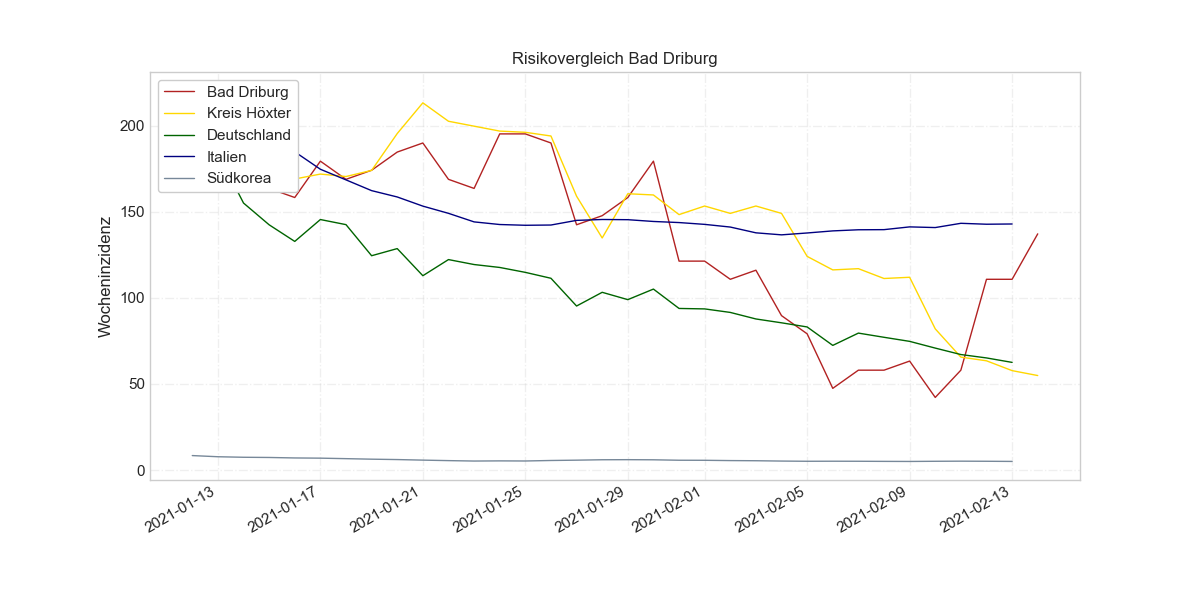 Risikovergleich Bad Driburg
Bad Driburg
Kreis Höxter
Deutschland
Italien
Südkorea
Wocheninzidenz
200
150
100
50
0
2021-01-13
2021-01-17
2021-01-21
2021-01-25
2021-01-29
2021-02-01
2021-02-05
2021-02-09
2021-02-13